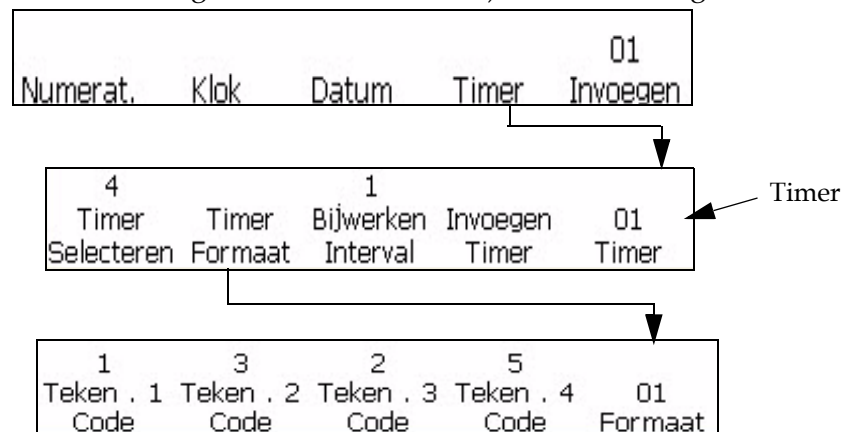 01
Numerat. Klok Datum Timer Invoegen
4 1
Timer Timer Bijwerken Invoegen 01
Selecteren Formaat Interval Timer Timer
Timer
1 3 2 5
Teken . 1 Teken . 2 Teken . 3 Teken . 4 01
Code Code Code Code Formaat